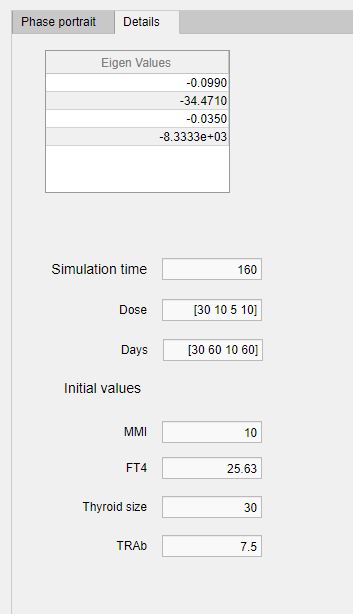 Phase portrait Details
Eigen Values
-0.0990
-34.4710
-0.0350
-8.3333e+03
Simulation time 160
Dose [30 10 5 10]
Days [30 60 10 60]
Initial values
MMI 10
FT4 25.63
Thyroid size 30
TRAb 7.5